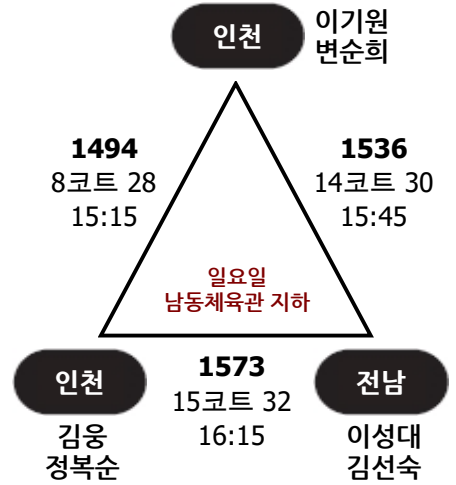 인천
이기원
변순희
1494
8코트 28
15:15
1536
14코트 30
15:45
일요일
남동체육관 지하
인천
김웅
정복순
1573
15코트 32
16:15
전남
이성대
김선숙